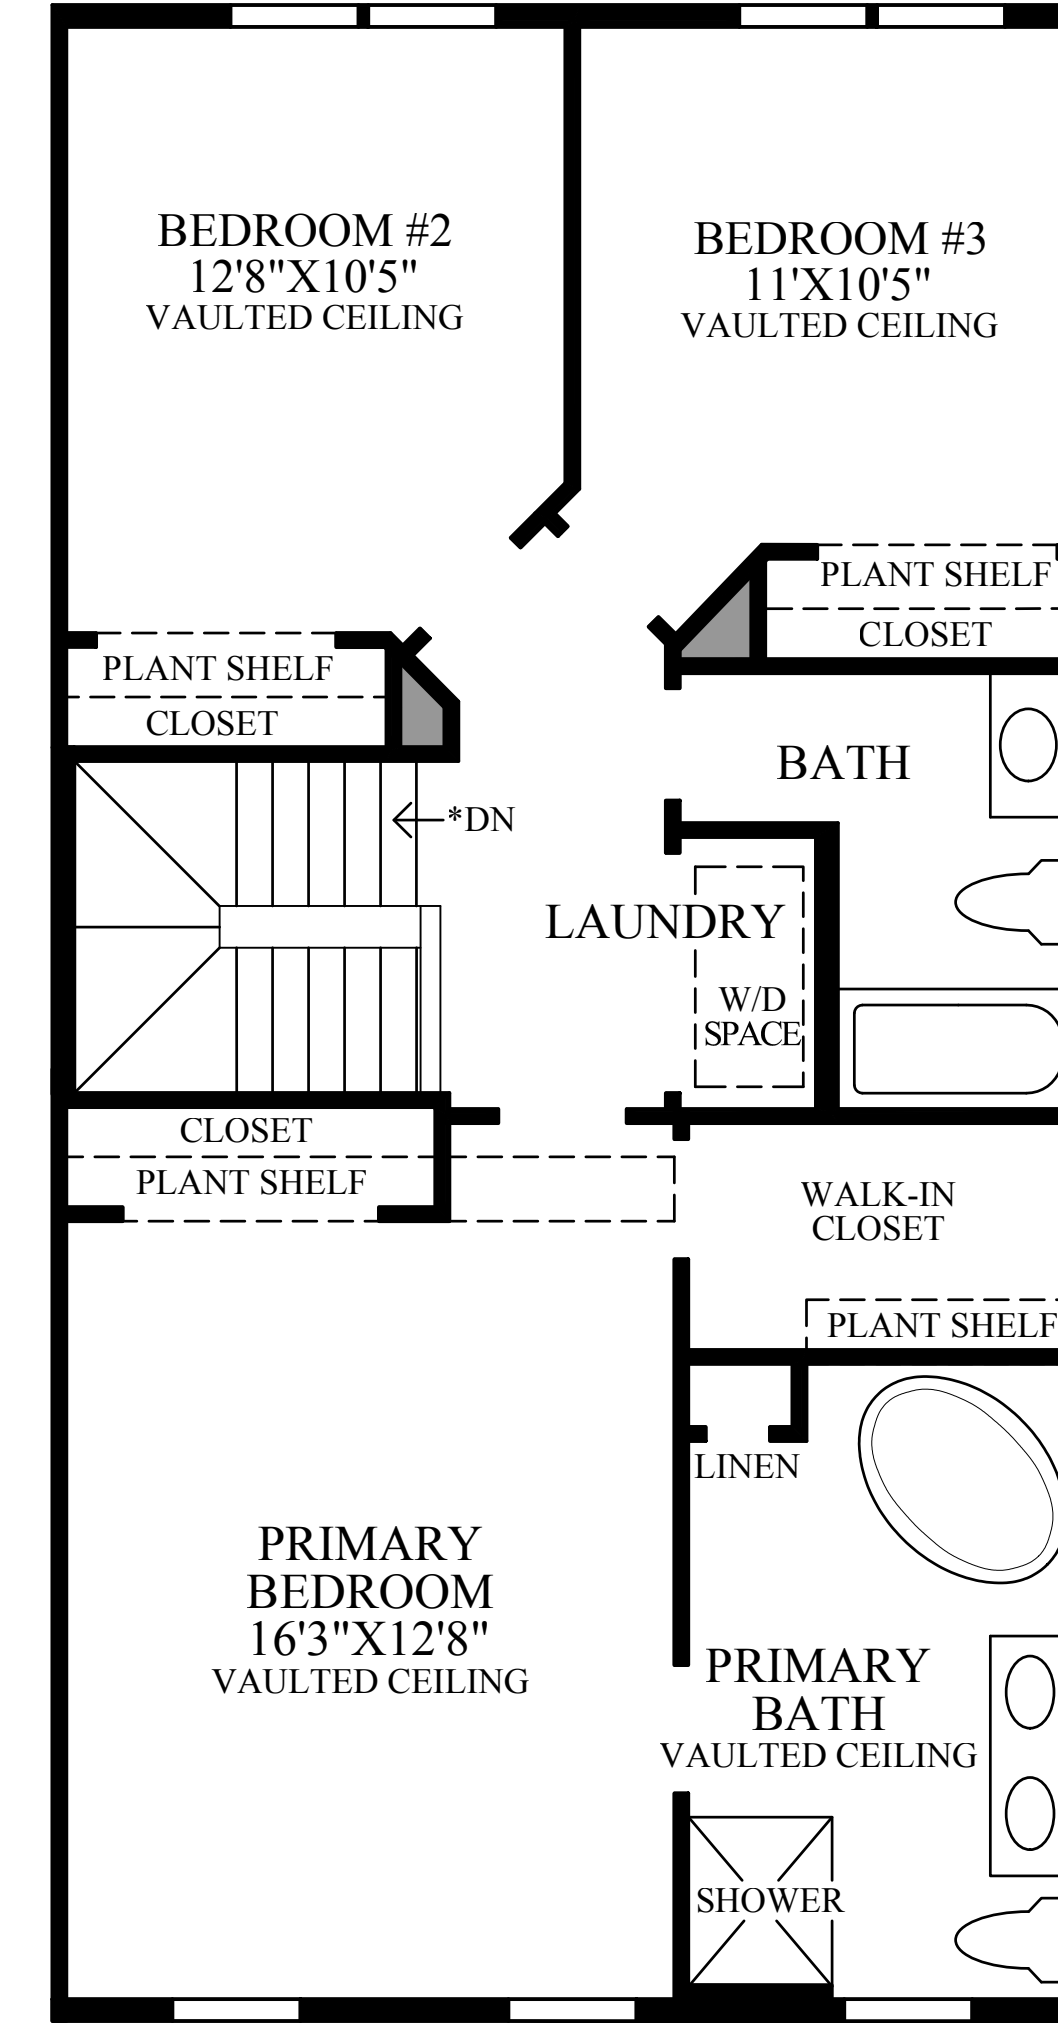 BEDROOM #2
12'8"X10'5"
VAULTED CEILING
BEDROOM #3
11'X10'5"
VAULTED CEILING
PLANT SHELF
CLOSET
PLANT SHELF
CLOSET
BATH
*DN
LAUNDRY
W/D
SPACE
CLOSET
PLANT SHELF
WALK-IN
CLOSET
PLANT SHELF
LINEN
PRIMARY
BEDROOM
16'3"X12'8"
VAULTED CEILING
PRIMARY
BATH
VAULTED CEILING
SHOWER